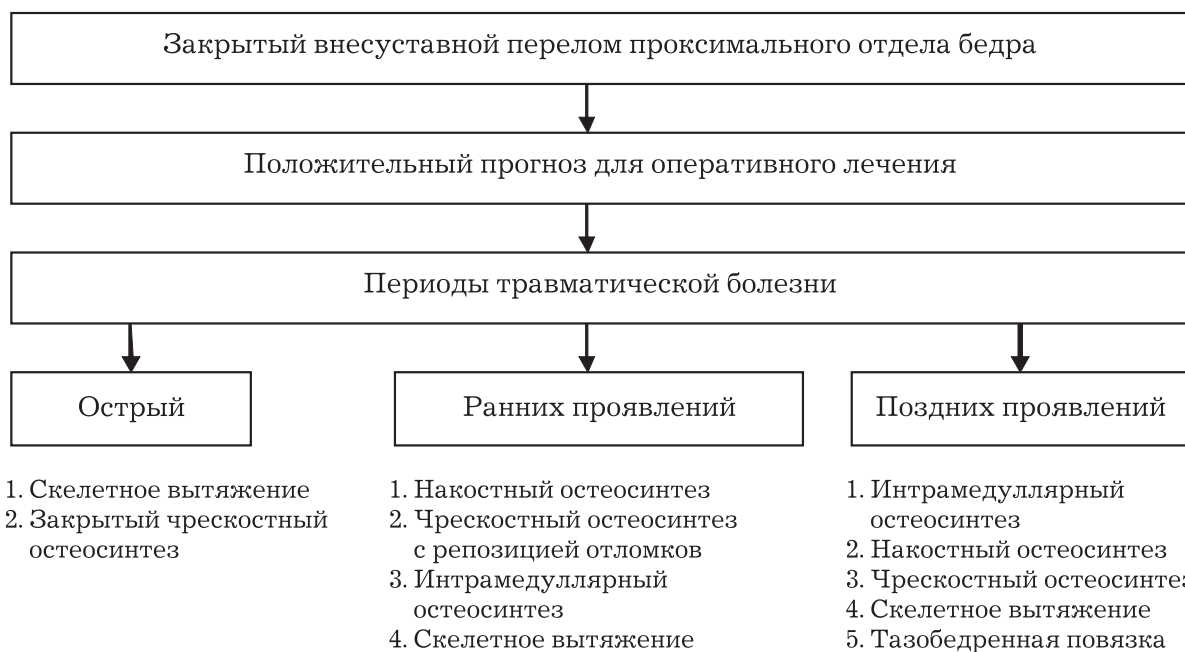 Закрытый внесуставной перелом проксимального отдела бедра
Положительный прогноз для оперативного лечения
Периоды травматической болезни
Острый
Ранних проявлений
Поздних проявлений
1. Скелетное вытяжение
2. Закрытый чрескостный
остеосинтез
1. Накостный остеосинтез
2. Чрескостный остеосинтез
с репозицией отломков
3. Интрамедуллярный
остеосинтез
4. Скелетное вытяжение
1. Интрамедуллярный
остеосинтез
2. Накостный остеосинтез
3. Чрескостный остеосинтез
4. Скелетное вытяжение
5. Тазобедренная повязка